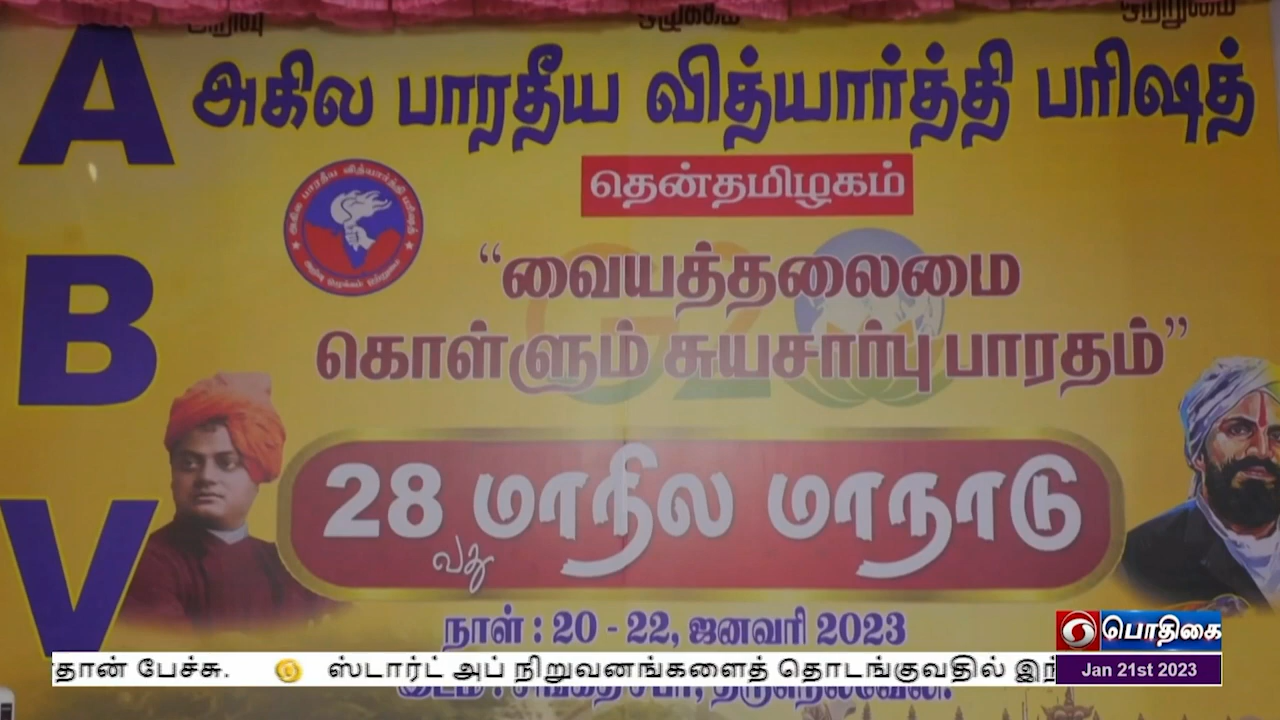 A
B
V
அகில பாரதீய வித்யார்த்தி பரிஷத்
தென்தமிழகம்
“வையத்தலைமை
கொள்ளும் சுயசார்பு பாரதம்”
28 வது மாநில மாநாடு
நாள் : 20 - 22, ஜனவரி 2023
பொதிகை
தான் பேச்சு. ஸ்டார்ட் அப் நிறுவனங்களைத் தொடங்குவதில்
Jan 21st 2023